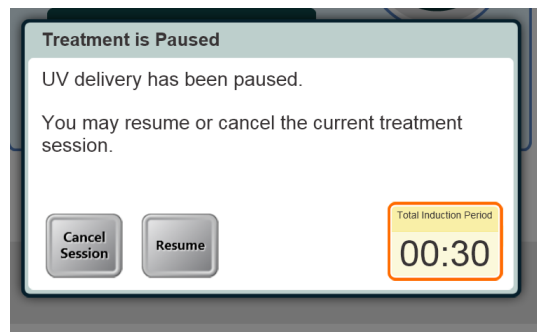 Treatment is Paused
UV delivery has been paused.
You may resume or cancel the current treatment
session.
Cancel
Session
Resume
Total Induction Period
00:30